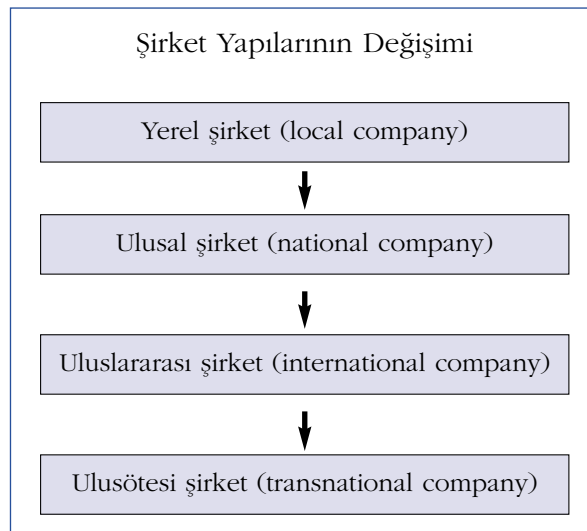 Şirket Yapılarının Değişimi
Yerel şirket (local company)
Ulusal şirket (national company)
Uluslararası şirket (international company)
Ulusötesi şirket (transnational company)